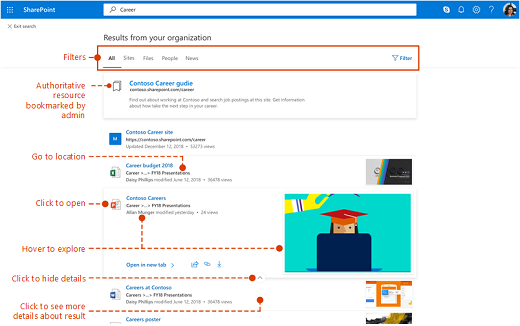 SharePoint
Career
Exit search
Results from your organization
Filters
All Sites Files People News
Filter
Authoritative
resource
bookmarked by
admin
Contoso Career gudie
contoso.sharepoint.com/career
Find out about working at Contoso and search job postings at this site. Get information
about how take the next step in your career.
M
Contoso Career site
https://contoso.sharepoint.com/career
Updated December 12, 2018 • 53273 views
Go to location
Career budget 2018
Career >...> FY18 Presentations
Daisy Phillips modified June 12, 2018 • 36478 views
Click to open
Contoso Careers
Career >...> FY18 Presentations
Allan Munger modified yesterday • 24 views
Hover to explore
Open in new tab
Click to hide details
Click to see more
details about result
Careers at Contoso
Career >...> FY18 Presentations
Daisy Phillips modified June 12, 2018 • 36478 views
Careers poster